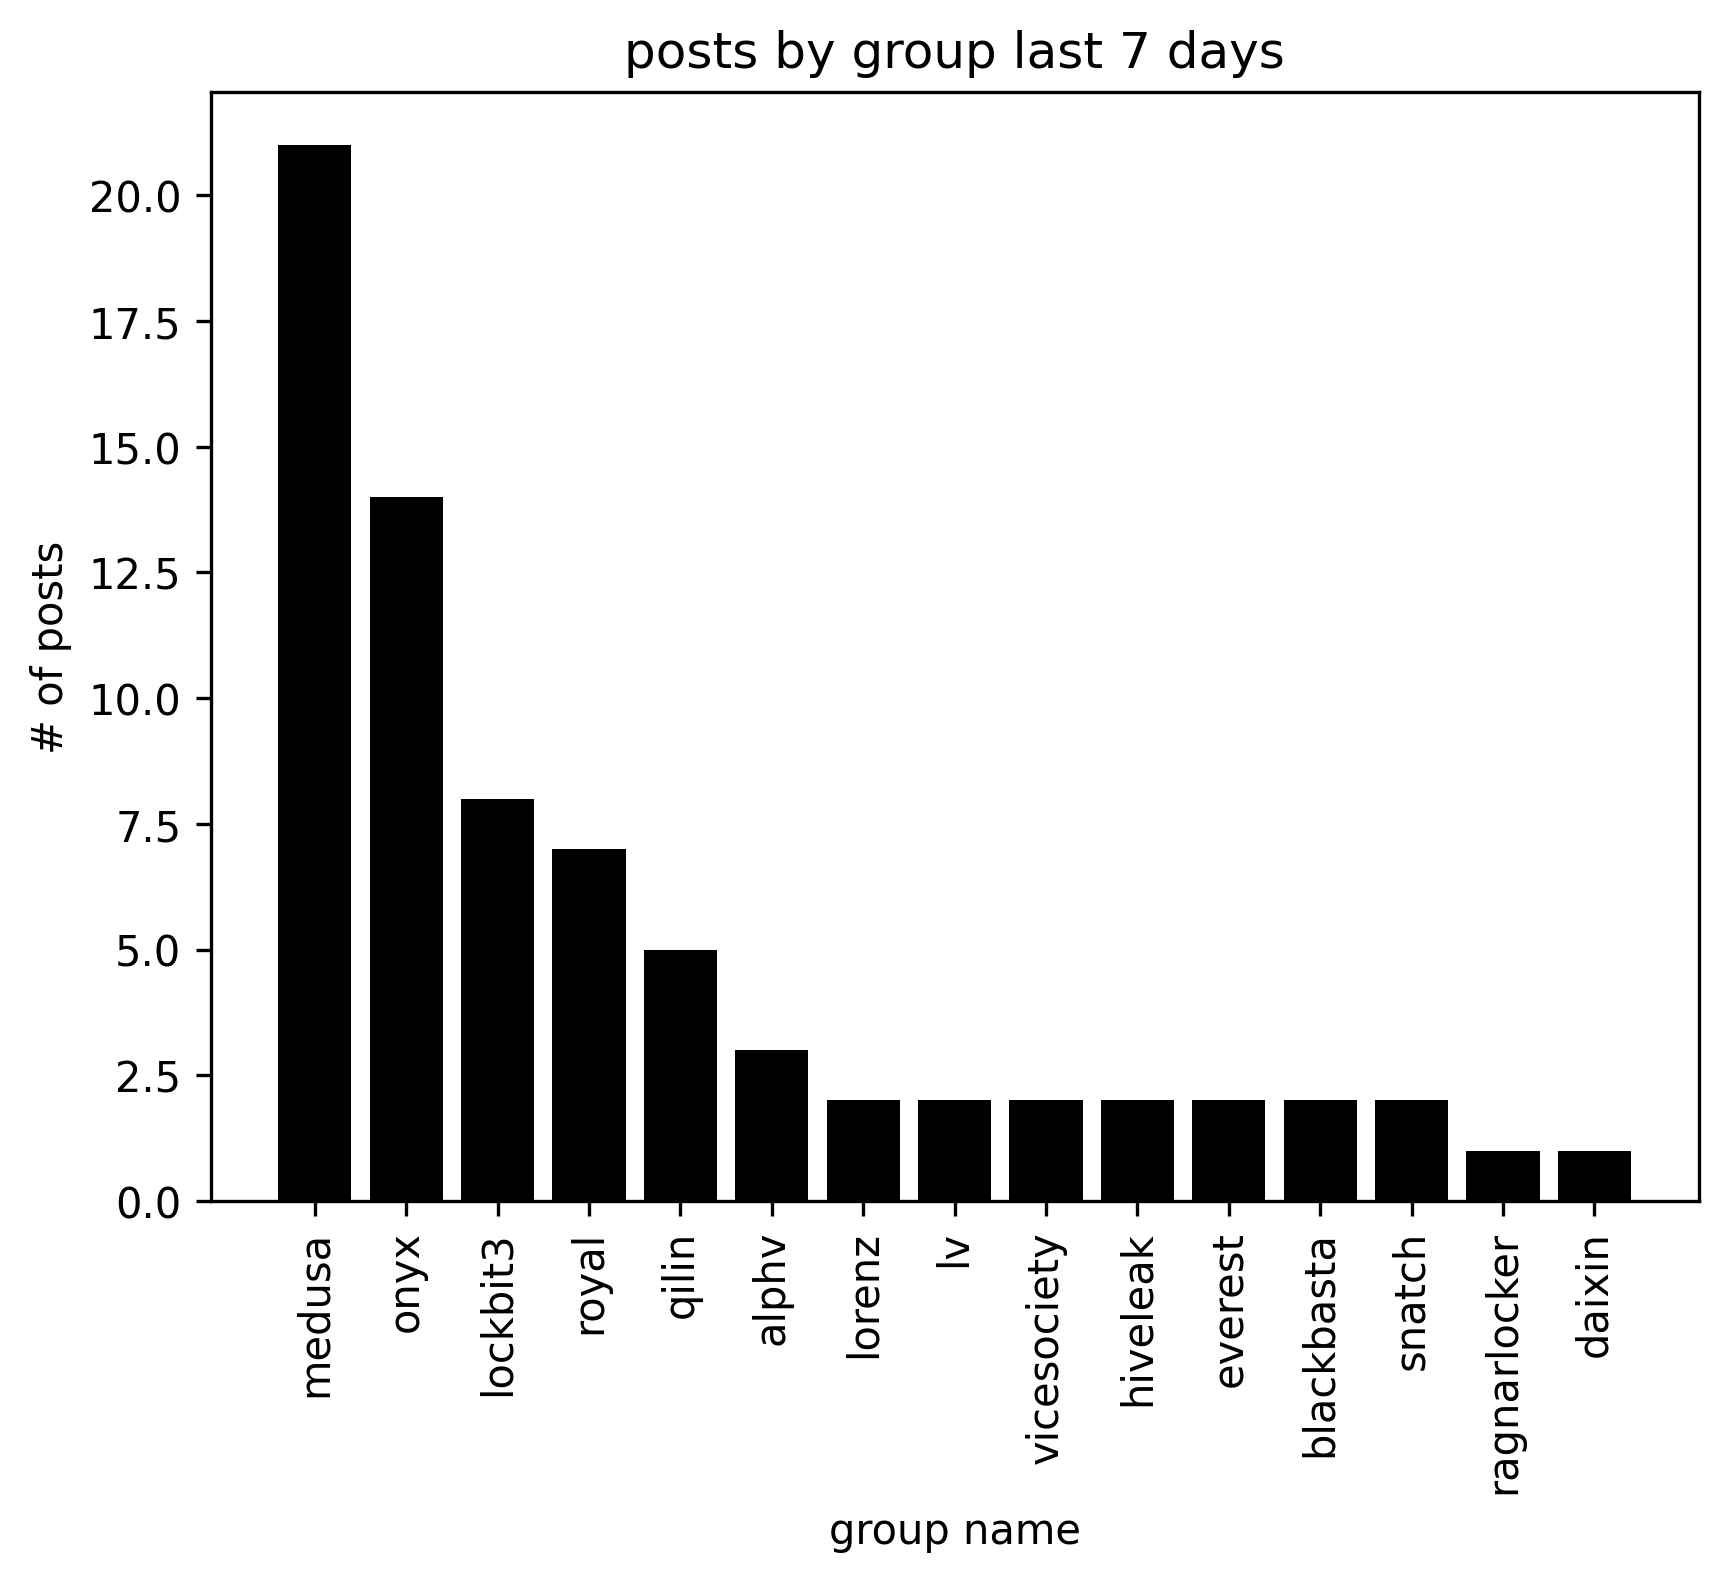 posts by group last 7 days
20.0
17.5
15.0
12.5
10.0
7.5
5.0
2.5
0.0
# of posts
medusa
onyx
lockbit3
royal
qilin
alphv
lorenz
lv
vicesociety
hiveleak
everest
blackbasta
snatch
ragnarlocker
daixin
group name